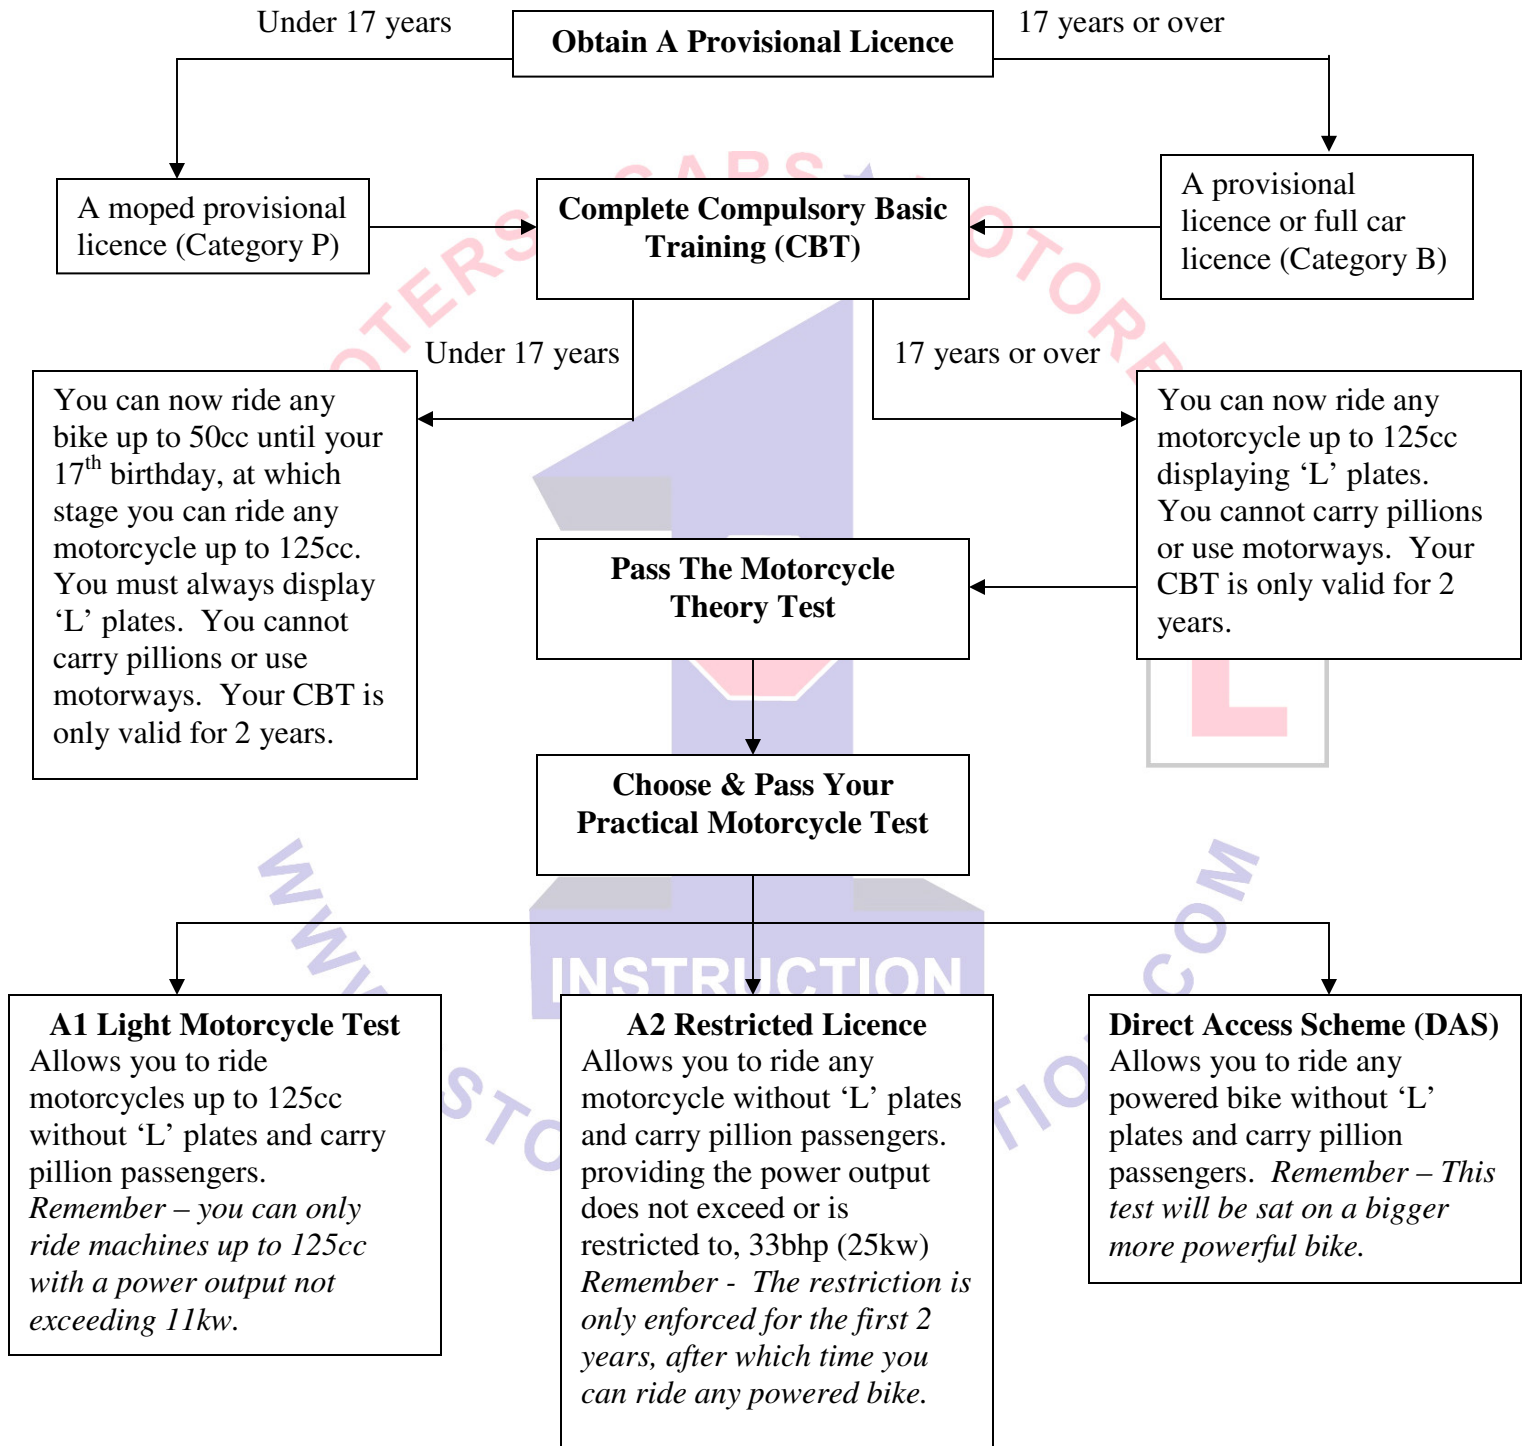 Under 17 years
Obtain A Provisional Licence
17 years or over
A moped provisional
licence (Category P)
Complete Compulsory Basic
Training (CBT)
A provisional
licence or full car
licence (Category B)
Under 17 years
17 years or over
You can now ride any
bike up to 50cc until your
17th birthday, at which
stage you can ride any
motorcycle up to 125cc.
You must always display
‘L’ plates. You cannot
carry pillions or use
motorways. Your CBT is
only valid for 2 years.
You can now ride any
motorcycle up to 125cc
displaying ‘L’ plates.
You cannot carry pillions
or use motorways. Your
CBT is only valid for 2
years.
Pass The Motorcycle
Theory Test
Choose & Pass Your
Practical Motorcycle Test
A1 Light Motorcycle Test
Allows you to ride
motorcycles up to 125cc
without ‘L’ plates and carry
pillion passengers.
Remember – you can only
ride machines up to 125cc
with a power output not
exceeding 11kw.
A2 Restricted Licence
Allows you to ride any
motorcycle without ‘L’ plates
and carry pillion passengers.
providing the power output
does not exceed or is
restricted to, 33bhp (25kw)
Remember - The restriction is
only enforced for the first 2
years, after which time you
can ride any powered bike.
Direct Access Scheme (DAS)
Allows you to ride any
powered bike without ‘L’
plates and carry pillion
passengers. Remember – This
test will be sat on a bigger
more powerful bike.
CARS
INSTRUCTION
L